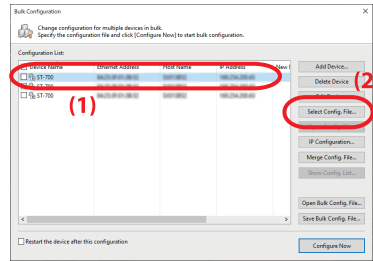 Bulk Configuration
Change configuration for multiple devices in bulk.
Specify the configuration file and click [Configure Now] to start bulk configuration.
Configuration List:
Device Name Ethernet Address Host Name IP Address New I
ST-700
ST-700
ST-700
(1)
Add Device...
Delete Device
(2
Select Config. File...
IP Configuration...
Merge Config. File...
Show Config. List...
Open Bulk Config. File...
Save Bulk Config. File...
Restart the device after this configuration
Configure Now